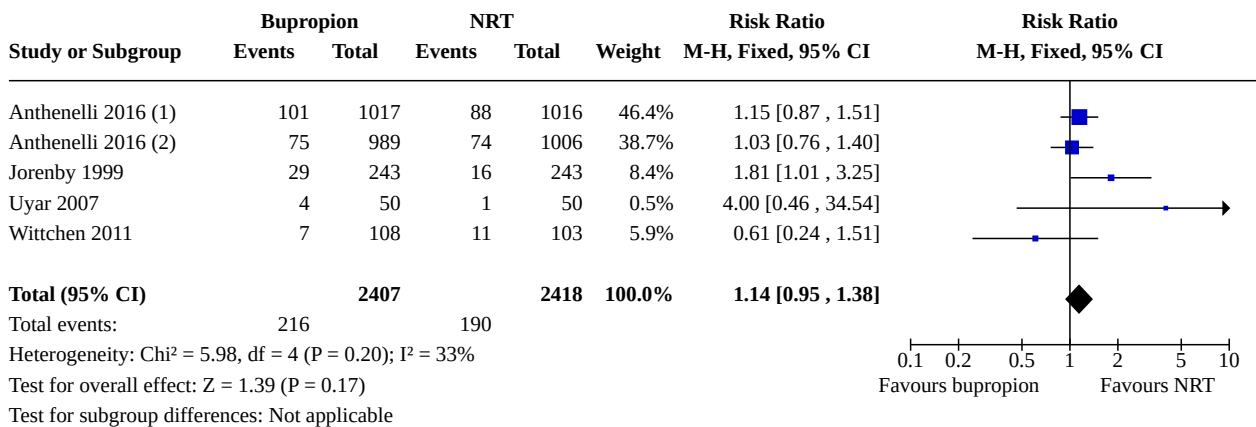 Bupropion NRT Risk Ratio Risk Ratio
Study or Subgroup Events Total Events Total Weight M-H, Fixed, 95% CI M-H, Fixed, 95% CI
Anthenelli 2016 (1) 101 1017 88 1016 46.4% 1.15 [0.87 , 1.51]
Anthenelli 2016 (2) 75 989 74 1006 38.7% 1.03 [0.76 , 1.40]
Jorenby 1999 29 243 16 243 8.4% 1.81 [1.01 , 3.25]
Uyar 2007 4 50 1 50 0.5% 4.00 [0.46 , 34.54]
Wittchen 2011 7 108 11 103 5.9% 0.61 [0.24 , 1.51]
Total (95% CI) 2407 2418 100.0% 1.14 [0.95 , 1.38]
Total events: 216 190
Heterogeneity: Chi² = 5.98, df = 4 (P = 0.20); I² = 33% 0.1 0.2 0.5 1 2 5 10
Test for overall effect: Z = 1.39 (P = 0.17) Favours bupropion Favours NRT
Test for subgroup differences: Not applicable